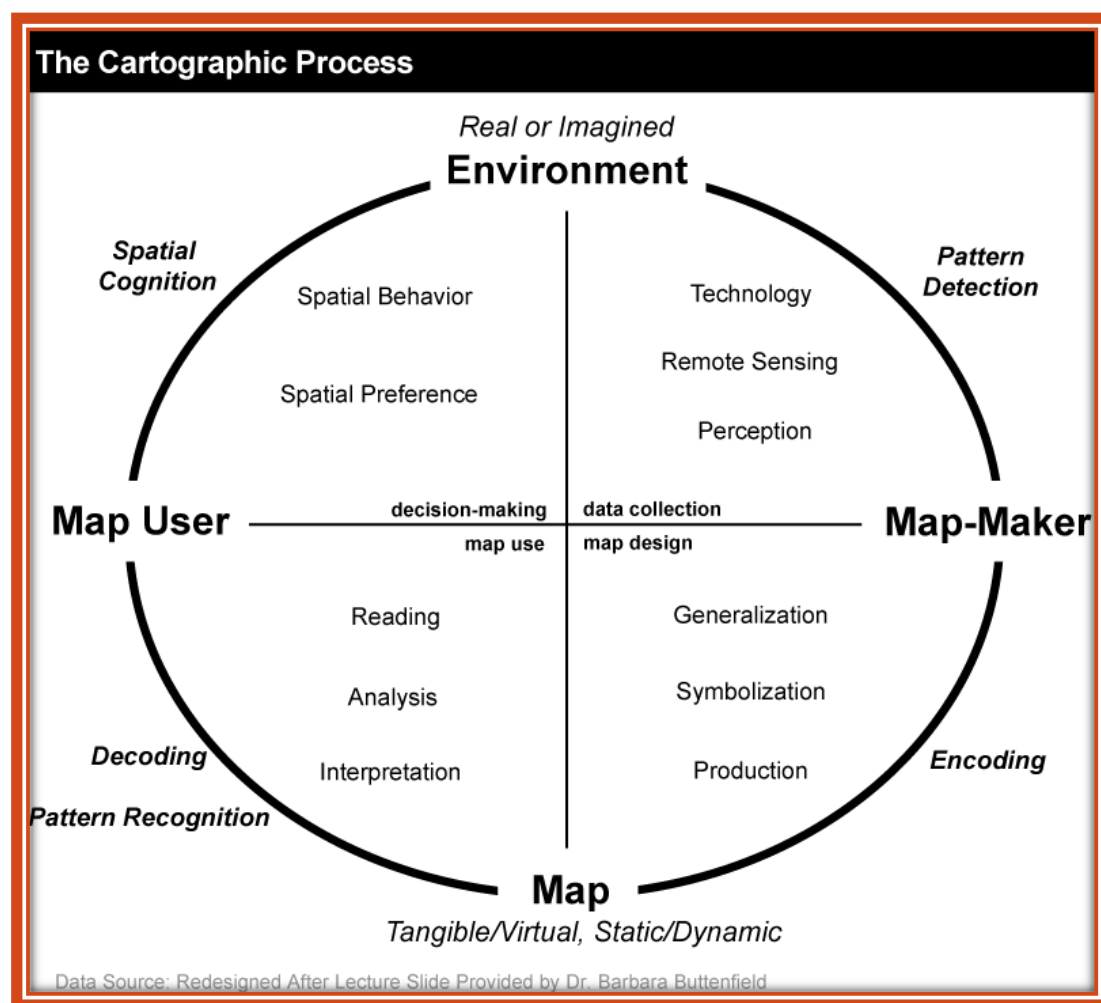 The Cartographic Process
Real or Imagined
Environment
Spatial
Cognition
Pattern
Detection
Spatial Behavior
Technology
Spatial Preference
Remote Sensing
Perception
decision-making
data collection
Map User
Map-Maker
map use
map design
Reading
Generalization
Analysis
Symbolization
Decoding
Interpretation
Production
Encoding
Pattern Recognition
Map
Tangible/Virtual, Static/Dynamic
Data Source: Redesigned After Lecture Slide Provided by Dr. Barbara Buttenfield